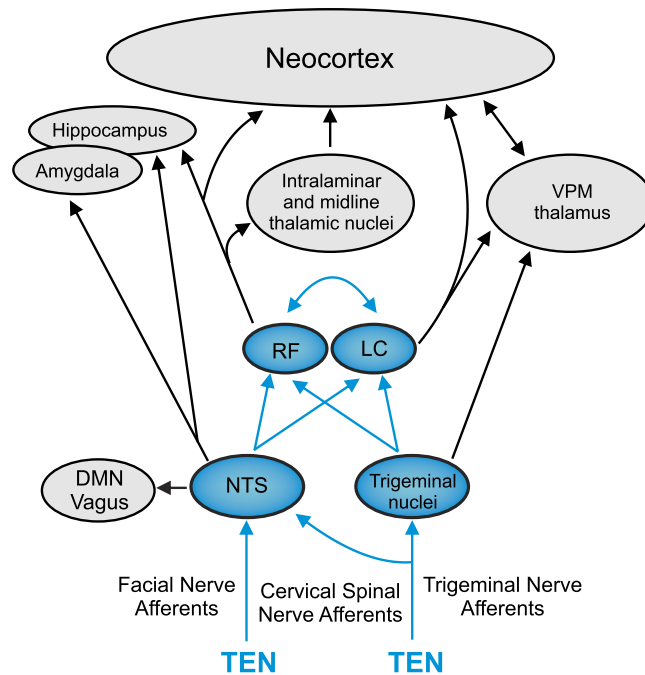 Neocortex
Hippocampus
Amygdala
Intralaminar
and midline
thalamic nuclei
VPM
thalamus
RF
LC
DMN
Vagus
NTS
Trigeminal
nuclei
Facial Nerve
Afferents
Cervical Spinal
Nerve Afferents
Trigeminal Nerve
Afferents
TEN
TEN